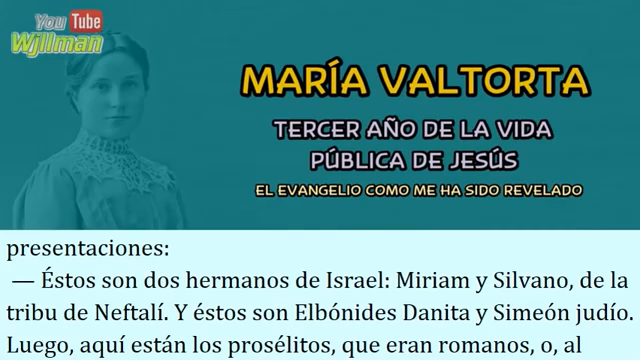 You Tube
Wjllman
MARÍA VALTORTA
TERCER AÑO DE LA VIDA
PÚBLICA DE JESÚS
EL EVANGELIO COMO ME HA SIDO REVELADO
presentaciones:
— Éstos son dos hermanos de Israel: Miriam y Silvano, de la
tribu de Neftalí. Y éstos son Elbónides Danita y Simeón judío.
Luego, aquí están los prosélitos, que eran romanos, o, al